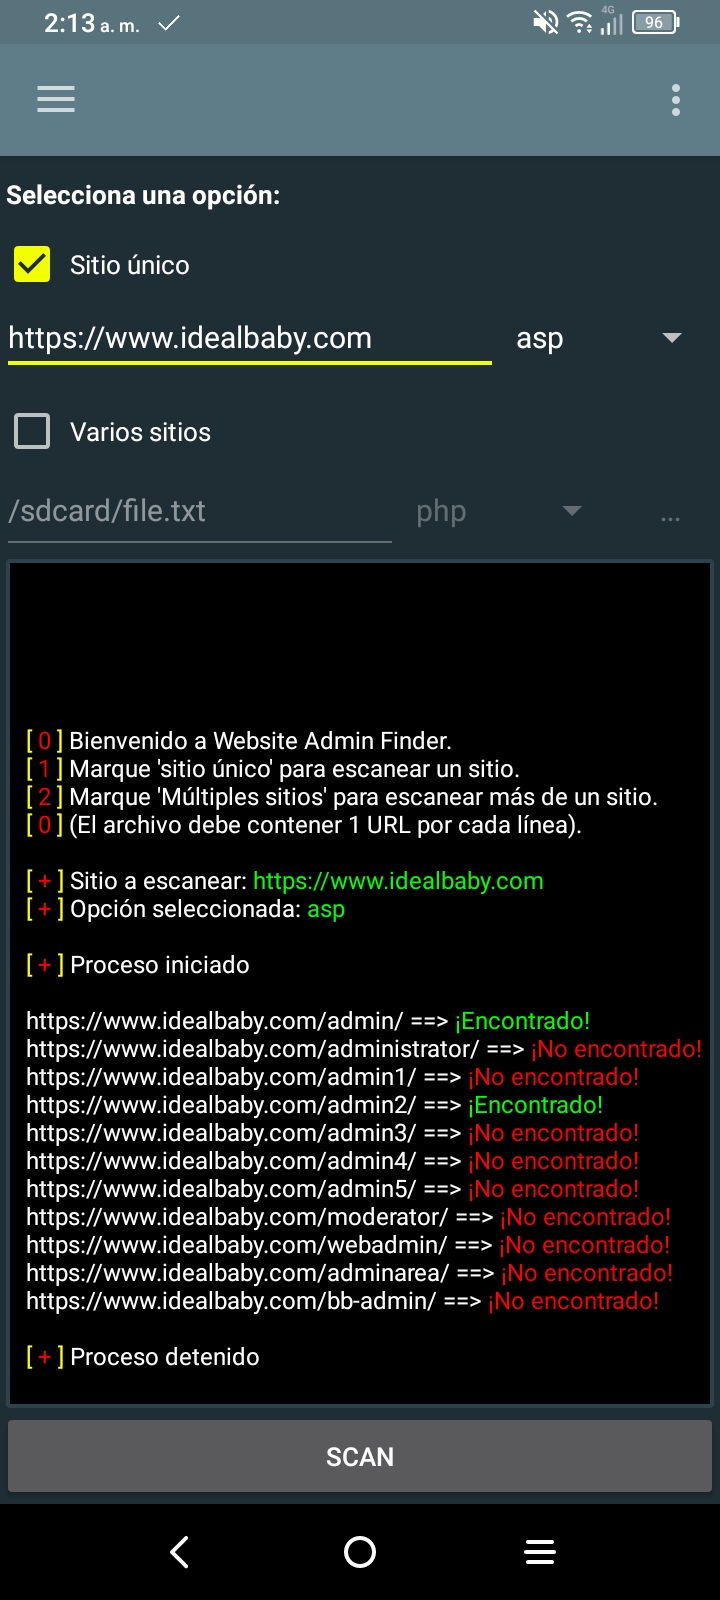 2:13 a. m.
4G
96
Selecciona una opción:
Sitio único
https://www.idealbaby.com asp
Varios sitios
/sdcard/file.txt php ...
[ 0 ] Bienvenido a Website Admin Finder.
[ 1 ] Marque 'sitio único' para escanear un sitio.
[ 2 ] Marque 'Múltiples sitios' para escanear más de un sitio.
[ 0 ] (El archivo debe contener 1 URL por cada línea).
[ + ] Sitio a escanear: https://www.idealbaby.com
[ + ] Opción seleccionada: asp
[ + ] Proceso iniciado
https://www.idealbaby.com/admin/ ==> ¡Encontrado!
https://www.idealbaby.com/administrator/ ==> ¡No encontrado!
https://www.idealbaby.com/admin1/ ==> ¡No encontrado!
https://www.idealbaby.com/admin2/ ==> ¡Encontrado!
https://www.idealbaby.com/admin3/ ==> ¡No encontrado!
https://www.idealbaby.com/admin4/ ==> ¡No encontrado!
https://www.idealbaby.com/admin5/ ==> ¡No encontrado!
https://www.idealbaby.com/moderator/ ==> ¡No encontrado!
https://www.idealbaby.com/webadmin/ ==> ¡No encontrado!
https://www.idealbaby.com/adminarea/ ==> ¡No encontrado!
https://www.idealbaby.com/bb-admin/ ==> ¡No encontrado!
[ + ] Proceso detenido
SCAN